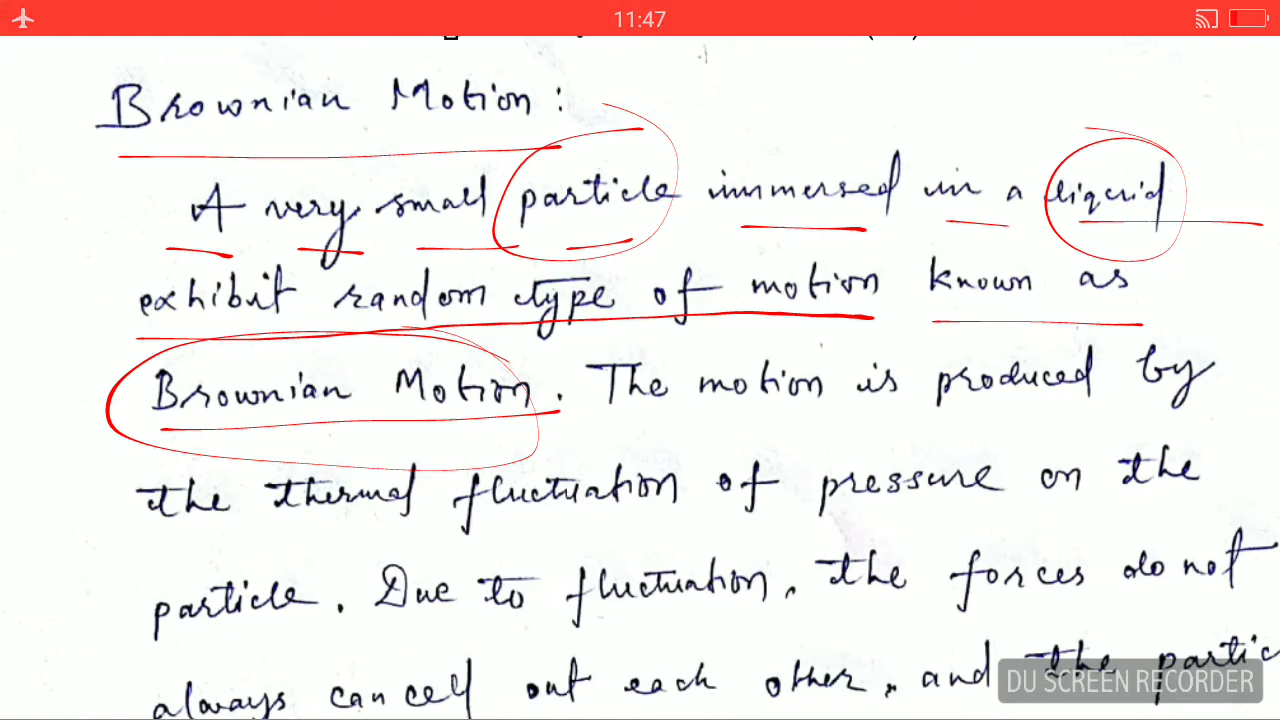 11:47
Brownian Motion:
A very small particle immersed in a liquid
exhibit random type of motion known as
Brownian Motion. The motion is produced by
the thermal fluctuation of pressure on the
particle. Due to fluctuation, the forces do not
always cancel out each other, and the partic
DU SCREEN RECORDER